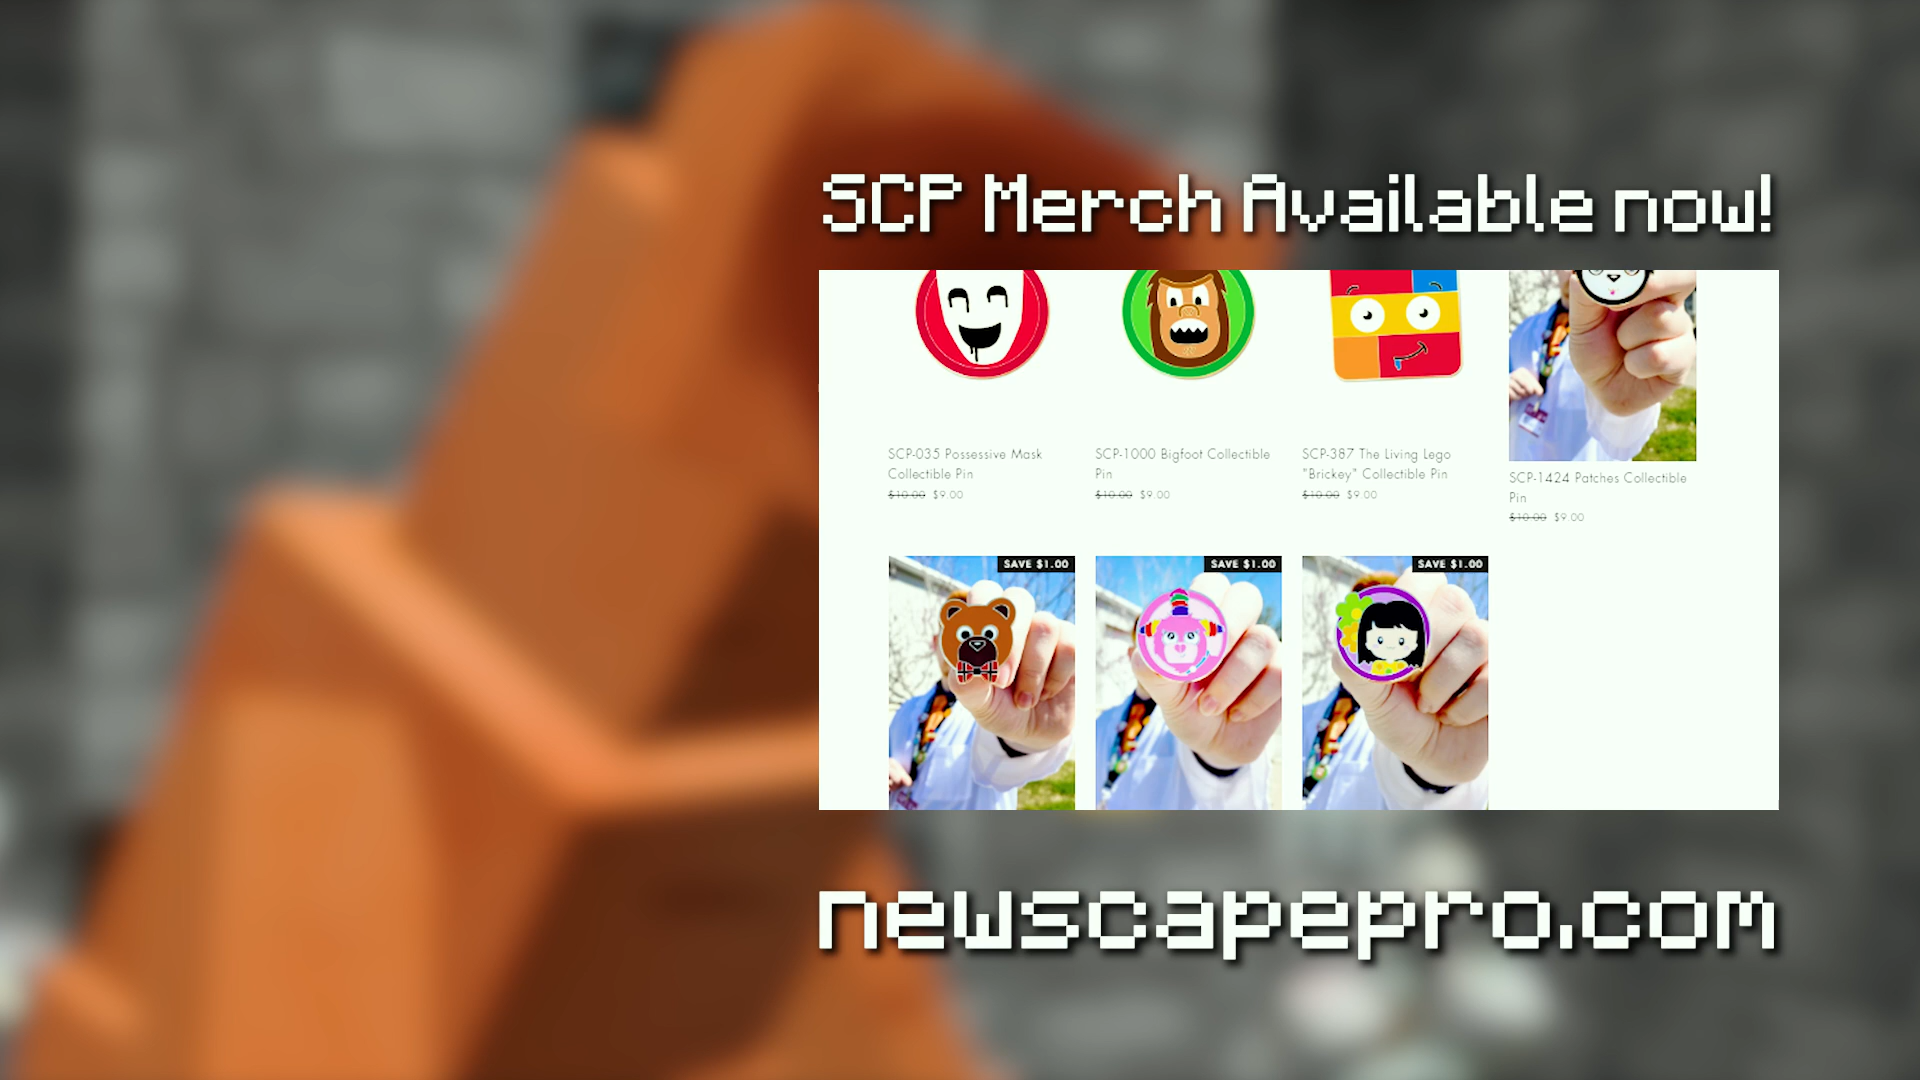 SCP Merch Available now!
SCP-035 Possessive Mask
Collectible Pin
$10.00 $9.00
SCP-1000 Bigfoot Collectible
Pin
$10.00 $9.00
SCP-387 The Living Lego
"Brickey" Collectible Pin
$10.00 $9.00
SCP-1424 Patches Collectible
Pin
$10.00 $9.00
SAVE $1.00
SAVE $1.00
SAVE $1.00
newscapepro.com